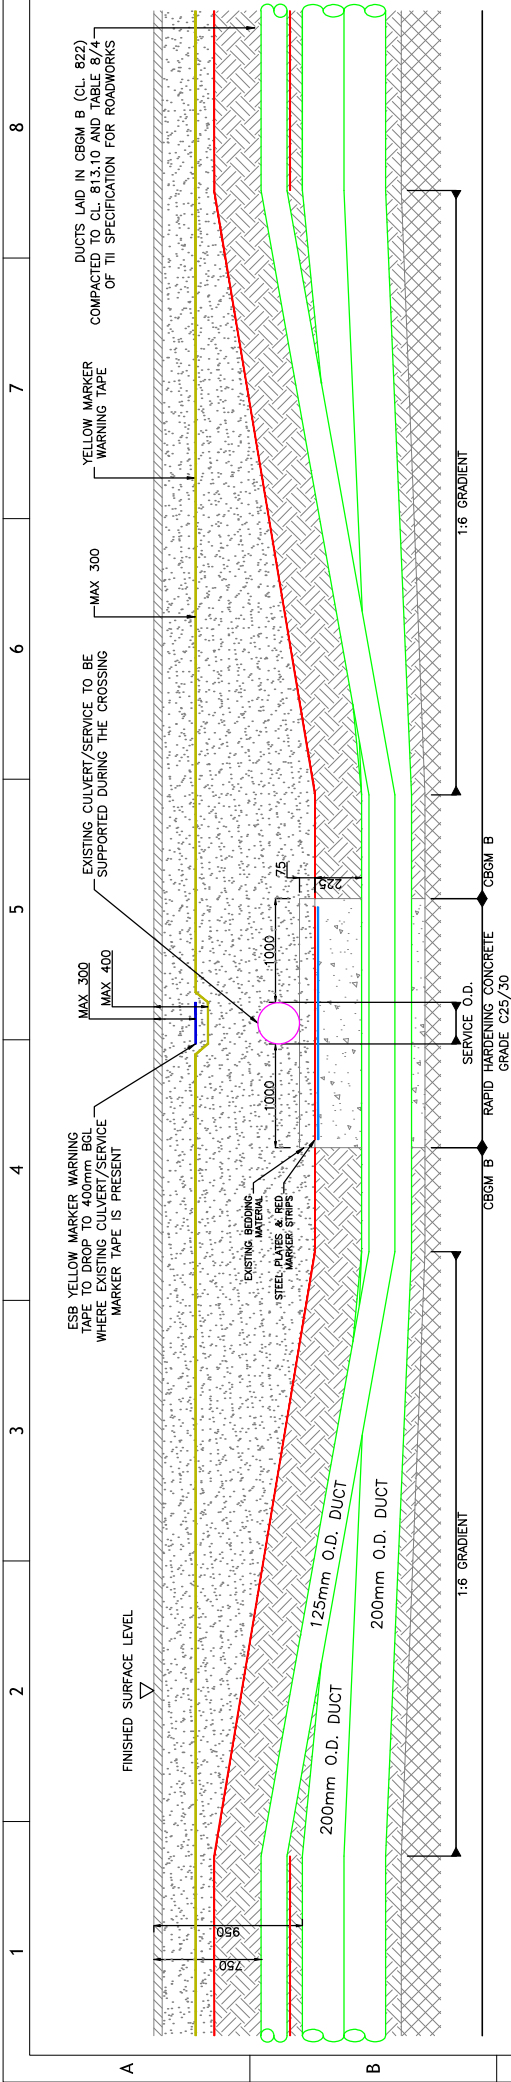 1
2
3
4
5
6
7
8
A
B
FINISHED SURFACE LEVEL
ESB YELLOW MARKER WARNING
TAPE TO DROP TO 400mm BGL
WHERE EXISTING CULVERT/SERVICE
MARKER TAPE IS PRESENT
MAX 300
MAX 400
EXISTING CULVERT/SERVICE TO BE
SUPPORTED DURING THE CROSSING
MAX 300
YELLOW MARKER
WARNING TAPE
DUCTS LAID IN CBGM B (CL. 822)
COMPACTED TO CL. 813.10 AND TABLE 8/4
OF TII SPECIFICATION FOR ROADWORKS
750
950
EXISTING BEDDING
MATERIAL
STEEL PLATES & RED
MARKER STRIPS
1000
1000
75
225
125mm O.D. DUCT
200mm O.D. DUCT
200mm O.D. DUCT
1:6 GRADIENT
SERVICE O.D.
1:6 GRADIENT
CBGM B
RAPID HARDENING CONCRETE
GRADE C25/30
CBGM B